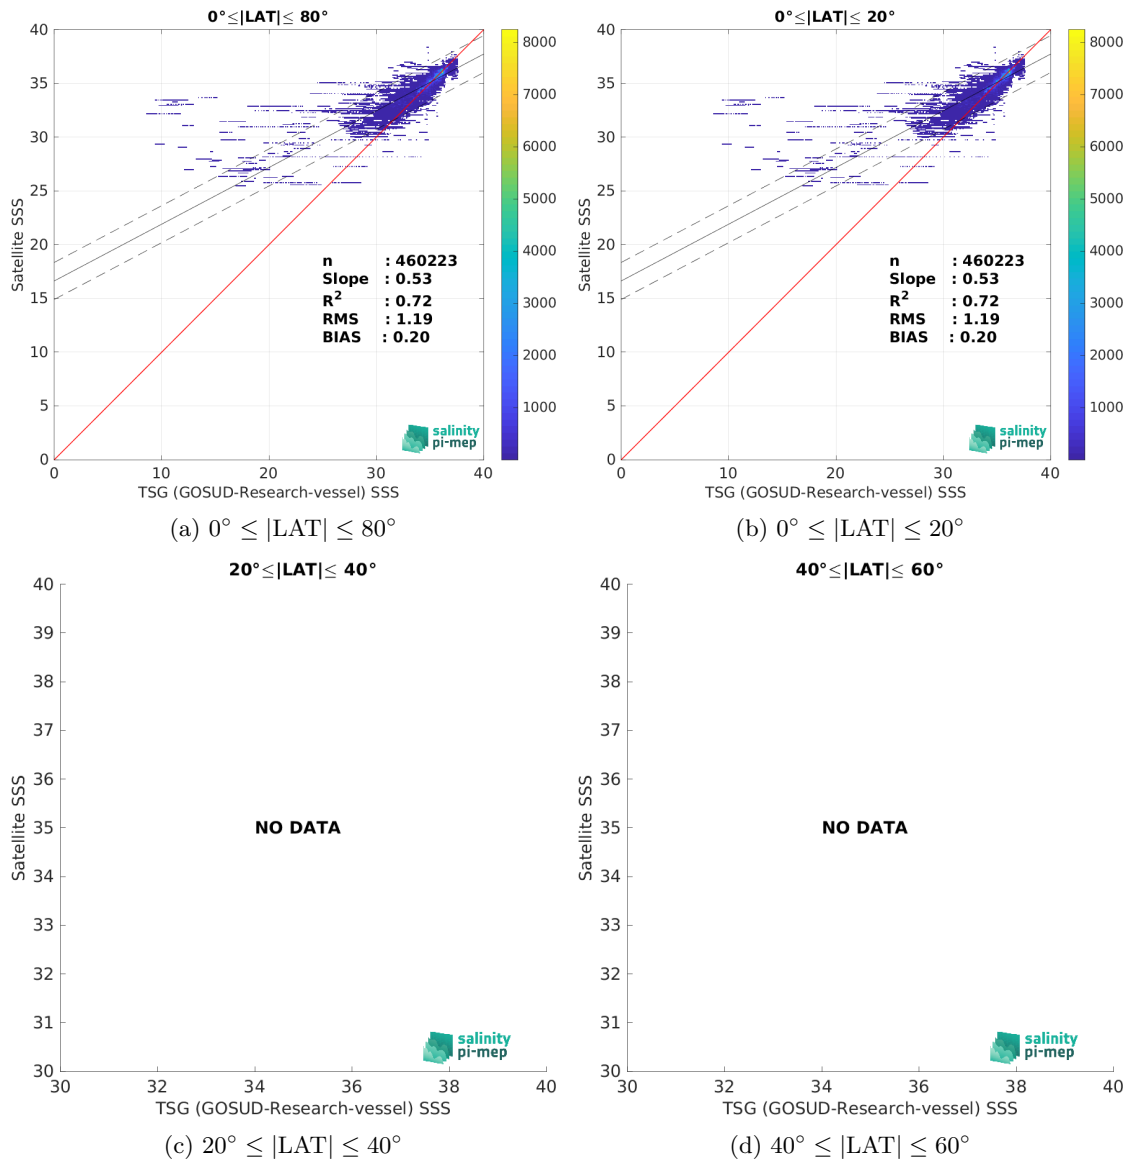 0°≤|LAT|≤ 80°
40
35
30
25
20
15
10
5
0
Satellite SSS
n : 460223
Slope : 0.53
R² : 0.72
RMS : 1.19
BIAS : 0.20
salinity
pi-mep
0 10 20 30 40
TSG (GOSUD-Research-vessel) SSS
8000
7000
6000
5000
4000
3000
2000
1000
(a) 0° ≤ |LAT| ≤ 80°
0°≤|LAT|≤ 20°
40
35
30
25
20
15
10
5
0
Satellite SSS
n : 460223
Slope : 0.53
R² : 0.72
RMS : 1.19
BIAS : 0.20
salinity
pi-mep
0 10 20 30 40
TSG (GOSUD-Research-vessel) SSS
8000
7000
6000
5000
4000
3000
2000
1000
(b) 0° ≤ |LAT| ≤ 20°
20°≤|LAT|≤ 40°
40
39
38
37
36
35
34
33
32
31
30
Satellite SSS
NO DATA
salinity
pi-mep
30 32 34 36 38 40
TSG (GOSUD-Research-vessel) SSS
(c) 20° ≤ |LAT| ≤ 40°
40°≤|LAT|≤ 60°
40
39
38
37
36
35
34
33
32
31
30
Satellite SSS
NO DATA
salinity
pi-mep
30 32 34 36 38 40
TSG (GOSUD-Research-vessel) SSS
(d) 40° ≤ |LAT| ≤ 60°